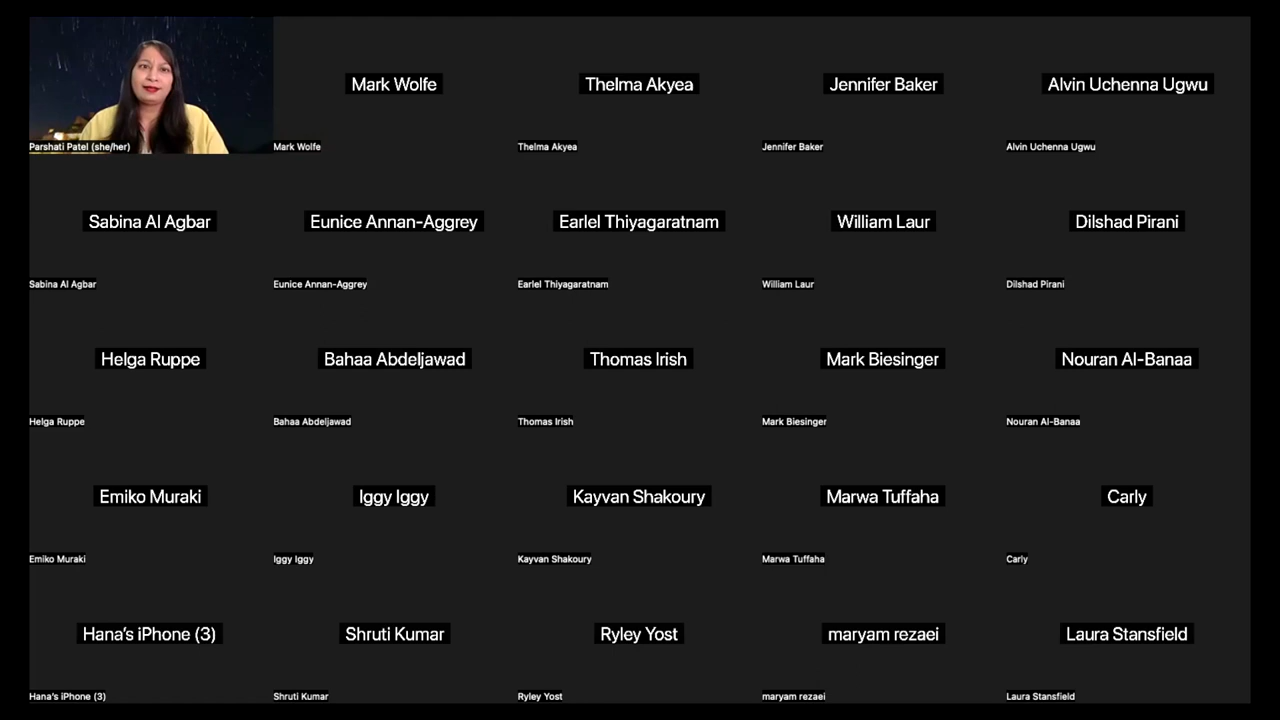 Mark Wolfe
Thelma Akyea
Jennifer Baker
Alvin Uchenna Ugwu
Parshati Patel (she/her)
Mark Wolfe
Thelma Akyea
Jennifer Baker
Alvin Uchenna Ugwu
Sabina Al Agbar
Eunice Annan-Aggrey
Earlel Thiyagaratnam
William Laur
Dilshad Pirani
Sabina Al Agbar
Eunice Annan-Aggrey
Earlel Thiyagaratnam
William Laur
Dilshad Pirani
Helga Ruppe
Bahaa Abdeljawad
Thomas Irish
Mark Biesinger
Nouran Al-Banaa
Helga Ruppe
Bahaa Abdeljawad
Thomas Irish
Mark Biesinger
Nouran Al-Banaa
Emiko Muraki
Iggy Iggy
Kayvan Shakoury
Marwa Tuffaha
Carly
Emiko Muraki
Iggy Iggy
Kayvan Shakoury
Marwa Tuffaha
Carly
Hana’s iPhone (3)
Shruti Kumar
Ryley Yost
maryam rezaei
Laura Stansfield
Hana’s iPhone (3)
Shruti Kumar
Ryley Yost
maryam rezaei
Laura Stansfield